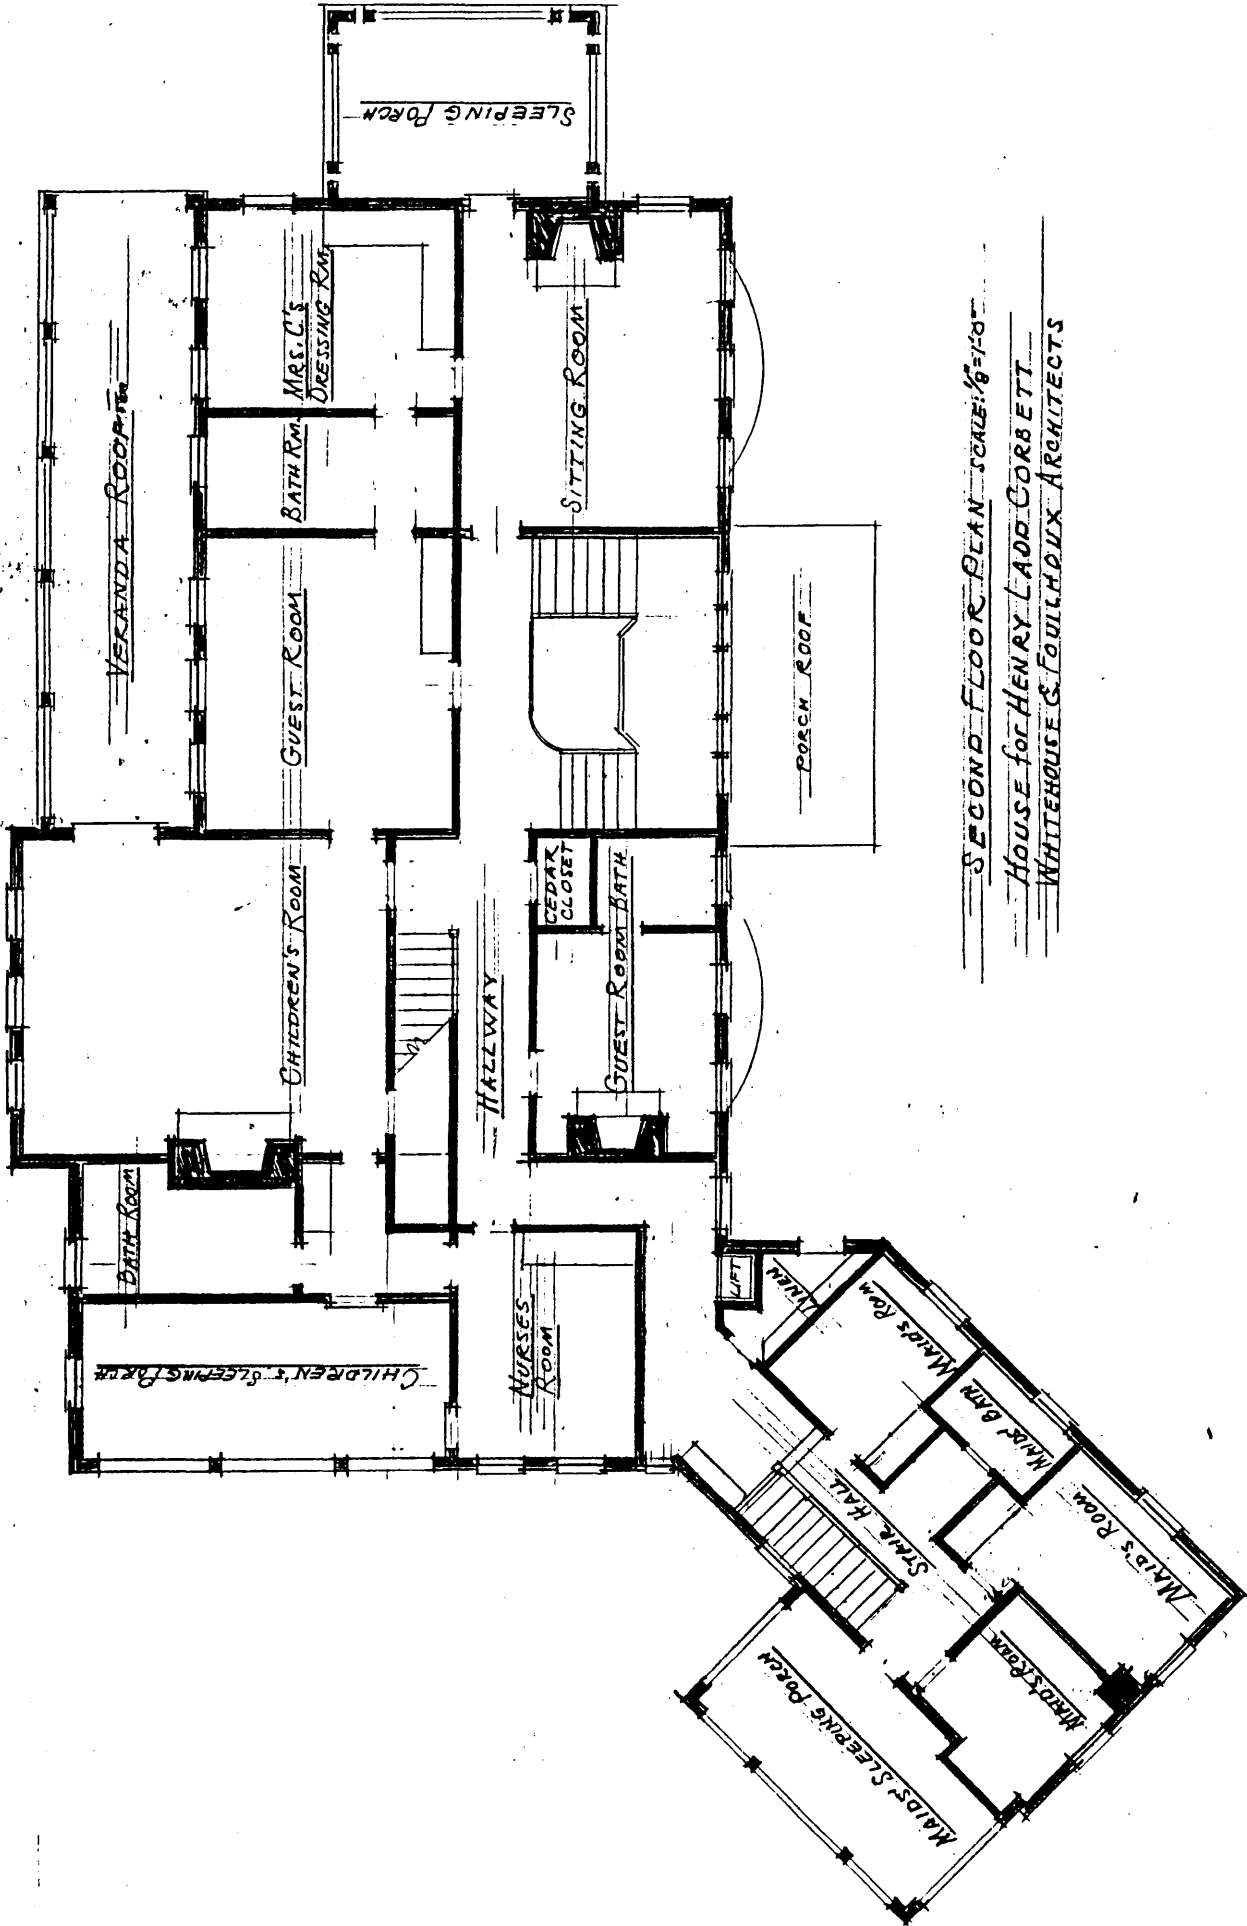 SLEEPING PORCH
VERANDA ROOF
MRS. C's
DRESSING RM.
BATH RM.
SITTING ROOM
GUEST ROOM
PORCH ROOF
CHILDREN'S ROOM
CEDAR
CLOSET
GUEST ROOM BATH
HALLWAY
BATH ROOM
CHILDREN'S SLEEPING PORCH
NURSES
ROOM
LIFT
LINEN
MAID'S ROOM
MAIDS' BATH
STAIR HALL
MAID'S ROOM
MAID'S ROOM
MAIDS' SLEEPING PORCH
SECOND FLOOR PLAN SCALE: 1/8"=1'-0"
HOUSE for HENRY LADD CORBETT
WHITEHOUSE & FOUILHOUX ARCHITECTS